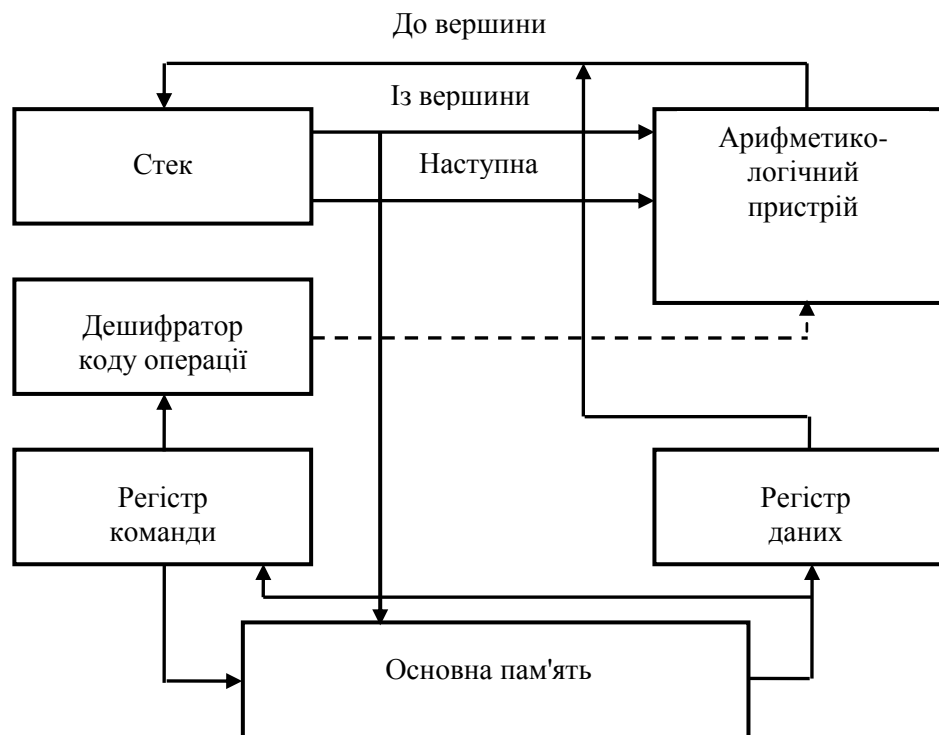 До вершини
Із вершини
Стек
Наступна
Арифметико-
логічний
пристрій
Дешифратор
коду операції
Регістр
команди
Регістр
даних
Основна пам'ять